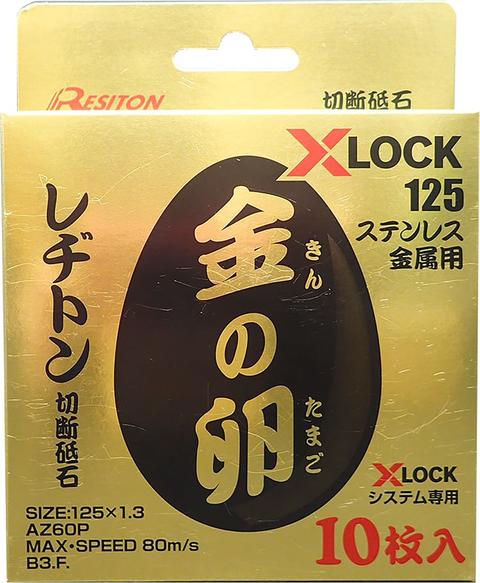 RESITON
切断砥石
XLOCK
125
ステンレス
金属用
金の卵
きん
たまご
レヂトン
切断砥石
SIZE:125×1.3
AZ60P
MAX・SPEED 80m/s
B3.F.
XLOCK
システム専用
10枚入